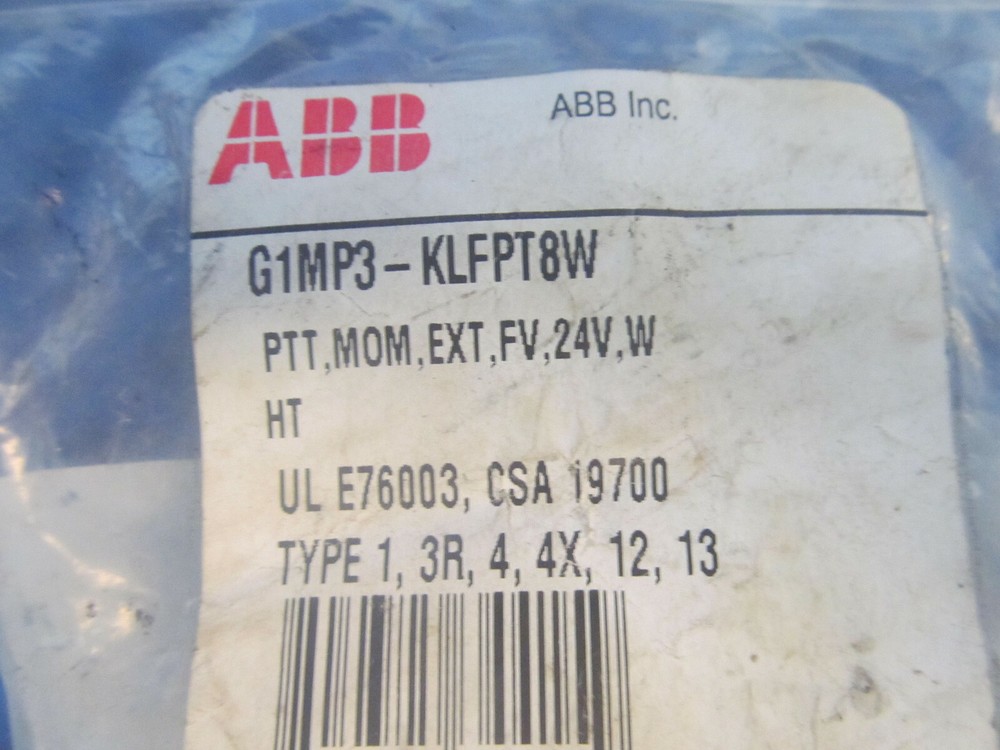 ABB ABB Inc.
G1MP3-KLFPT8W
PTT,MOM,EXT,FV,24V,W
HT
UL E76003, CSA 19700
TYPE 1, 3R, 4, 4X, 12, 13